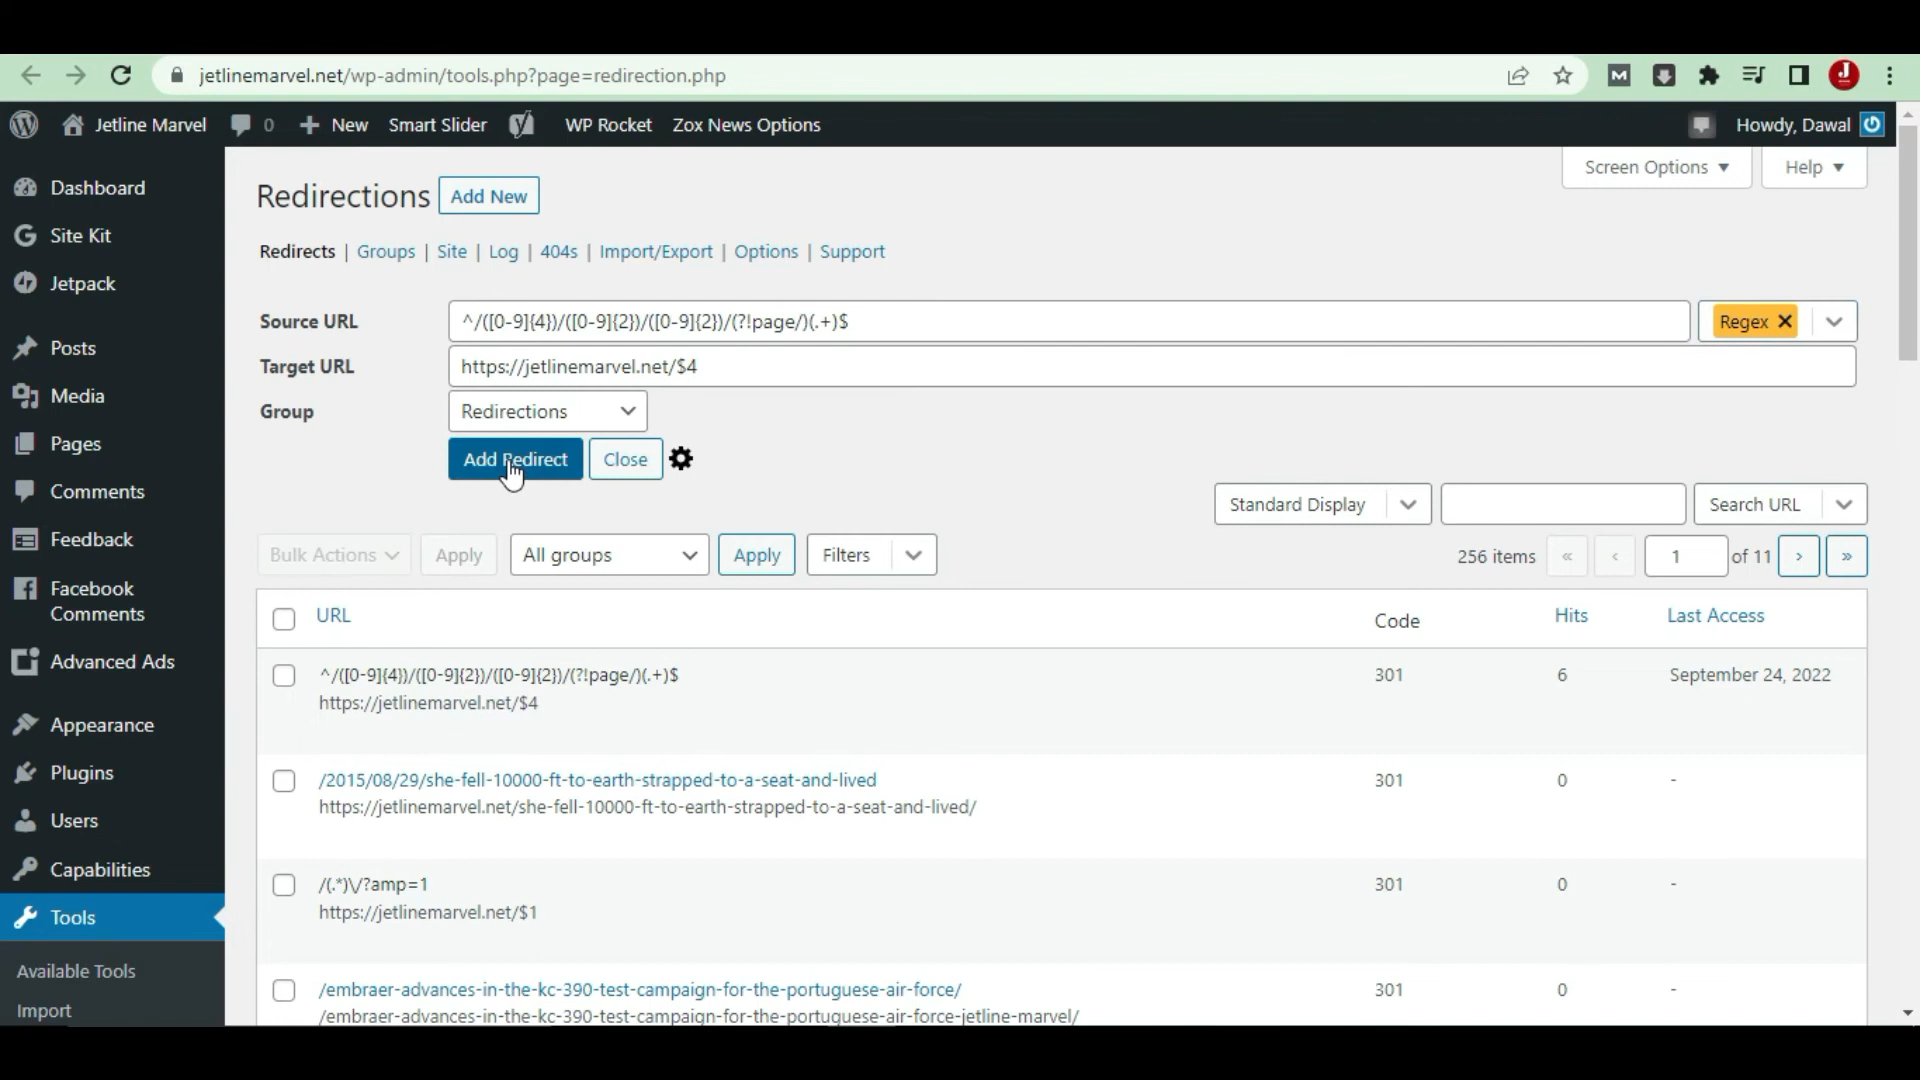 jetlinemarvel.net/wp-admin/tools.php?page=redirection.php
Jetline Marvel 0 New Smart Slider WP Rocket Zox News Options Howdy, Dawal
Screen Options Help
Dashboard
Site Kit
Jetpack
Posts
Media
Pages
Comments
Feedback
Facebook
Comments
Advanced Ads
Appearance
Plugins
Users
Capabilities
Tools
Available Tools
Import
Redirections Add New
Redirects | Groups | Site | Log | 404s | Import/Export | Options | Support
Source URL ^/([0-9]{4})/([0-9]{2})/([0-9]{2})/(?!page/)(.+)$ Regex
Target URL https://jetlinemarvel.net/$4
Group Redirections
Add Redirect Close
Standard Display Search URL
Bulk Actions Apply All groups Apply Filters 256 items « ‹ 1 of 11 › »
URL Code Hits Last Access
^/([0-9]{4})/([0-9]{2})/([0-9]{2})/(?!page/)(.+)$ 301 6 September 24, 2022
https://jetlinemarvel.net/$4
/2015/08/29/she-fell-10000-ft-to-earth-strapped-to-a-seat-and-lived 301 0 -
https://jetlinemarvel.net/she-fell-10000-ft-to-earth-strapped-to-a-seat-and-lived/
/(.*)\/?amp=1 301 0 -
https://jetlinemarvel.net/$1
/embraer-advances-in-the-kc-390-test-campaign-for-the-portuguese-air-force/ 301 0 -
/embraer-advances-in-the-kc-390-test-campaign-for-the-portuguese-air-force-jetline-marvel/